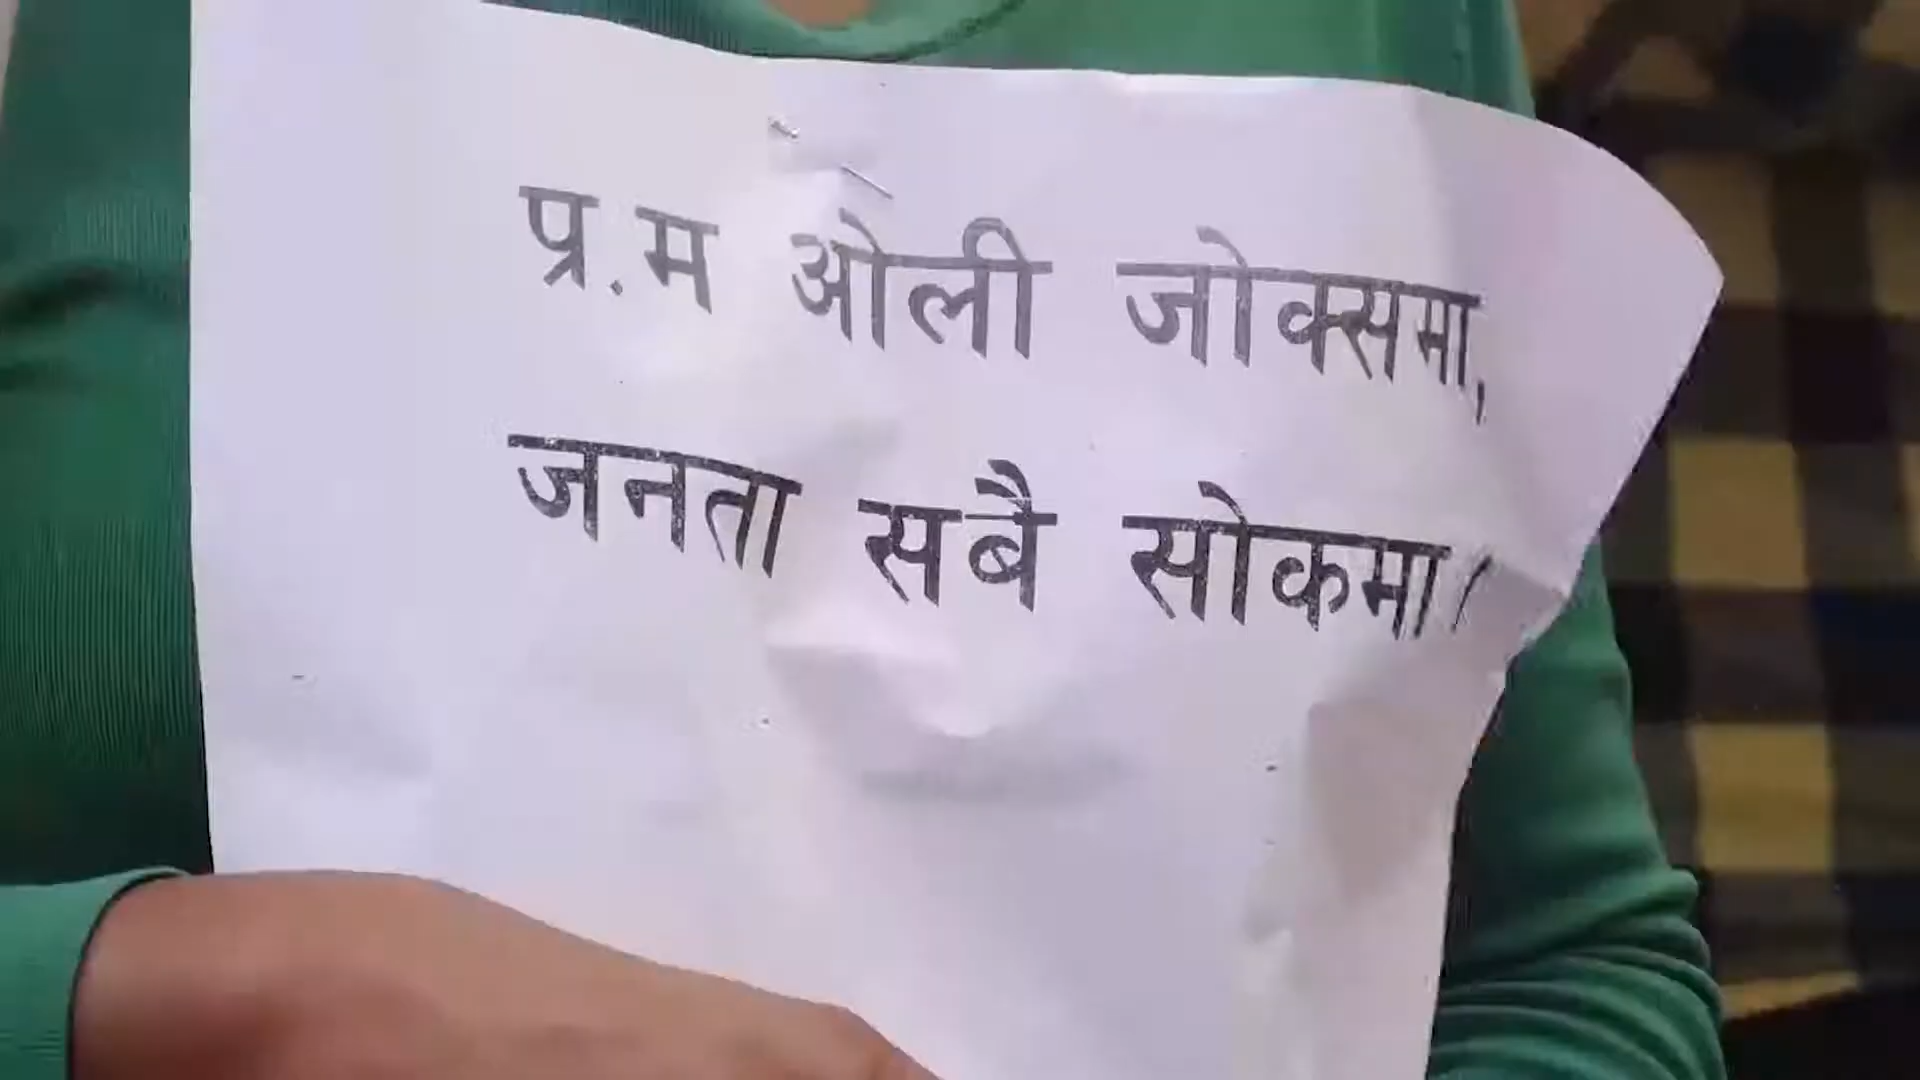 प्र.म ओली जोक्समा,
जनता सबै सोकमा।